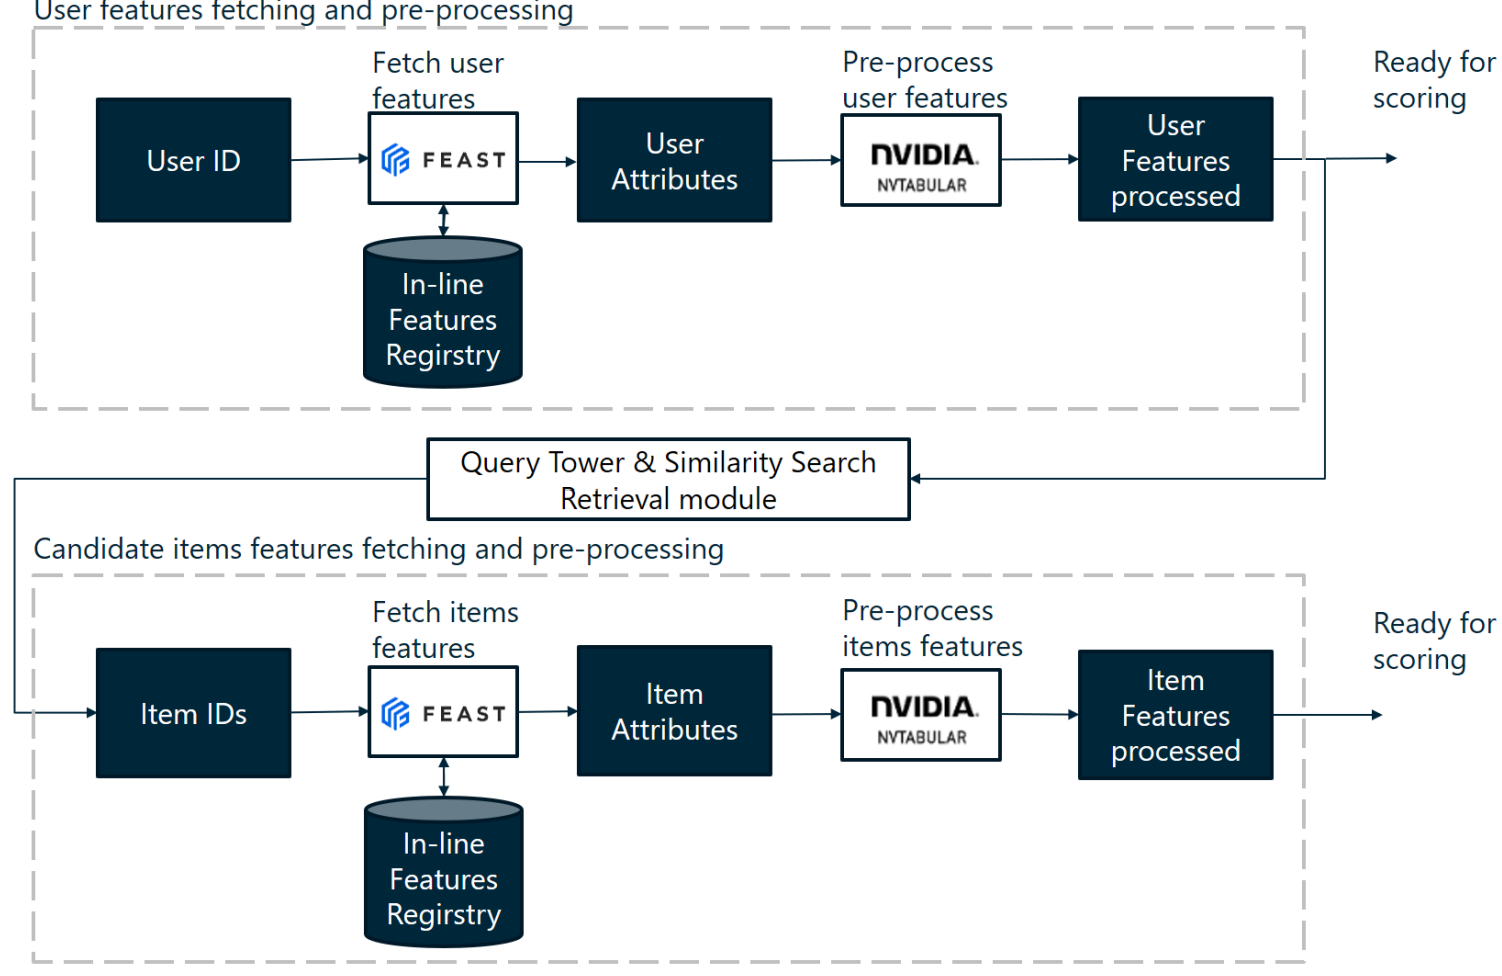 User features fetching and pre-processing
Fetch user
features
Pre-process
user features
Ready for
scoring
User ID
FEAST
User
Attributes
nVIDIA.
NVTABULAR
User
Features
processed
In-line
Features
Regirstry
Query Tower & Similarity Search
Retrieval module
Candidate items features fetching and pre-processing
Fetch items
features
Pre-process
items features
Ready for
scoring
Item IDs
FEAST
Item
Attributes
nVIDIA.
NVTABULAR
Item
Features
processed
In-line
Features
Regirstry